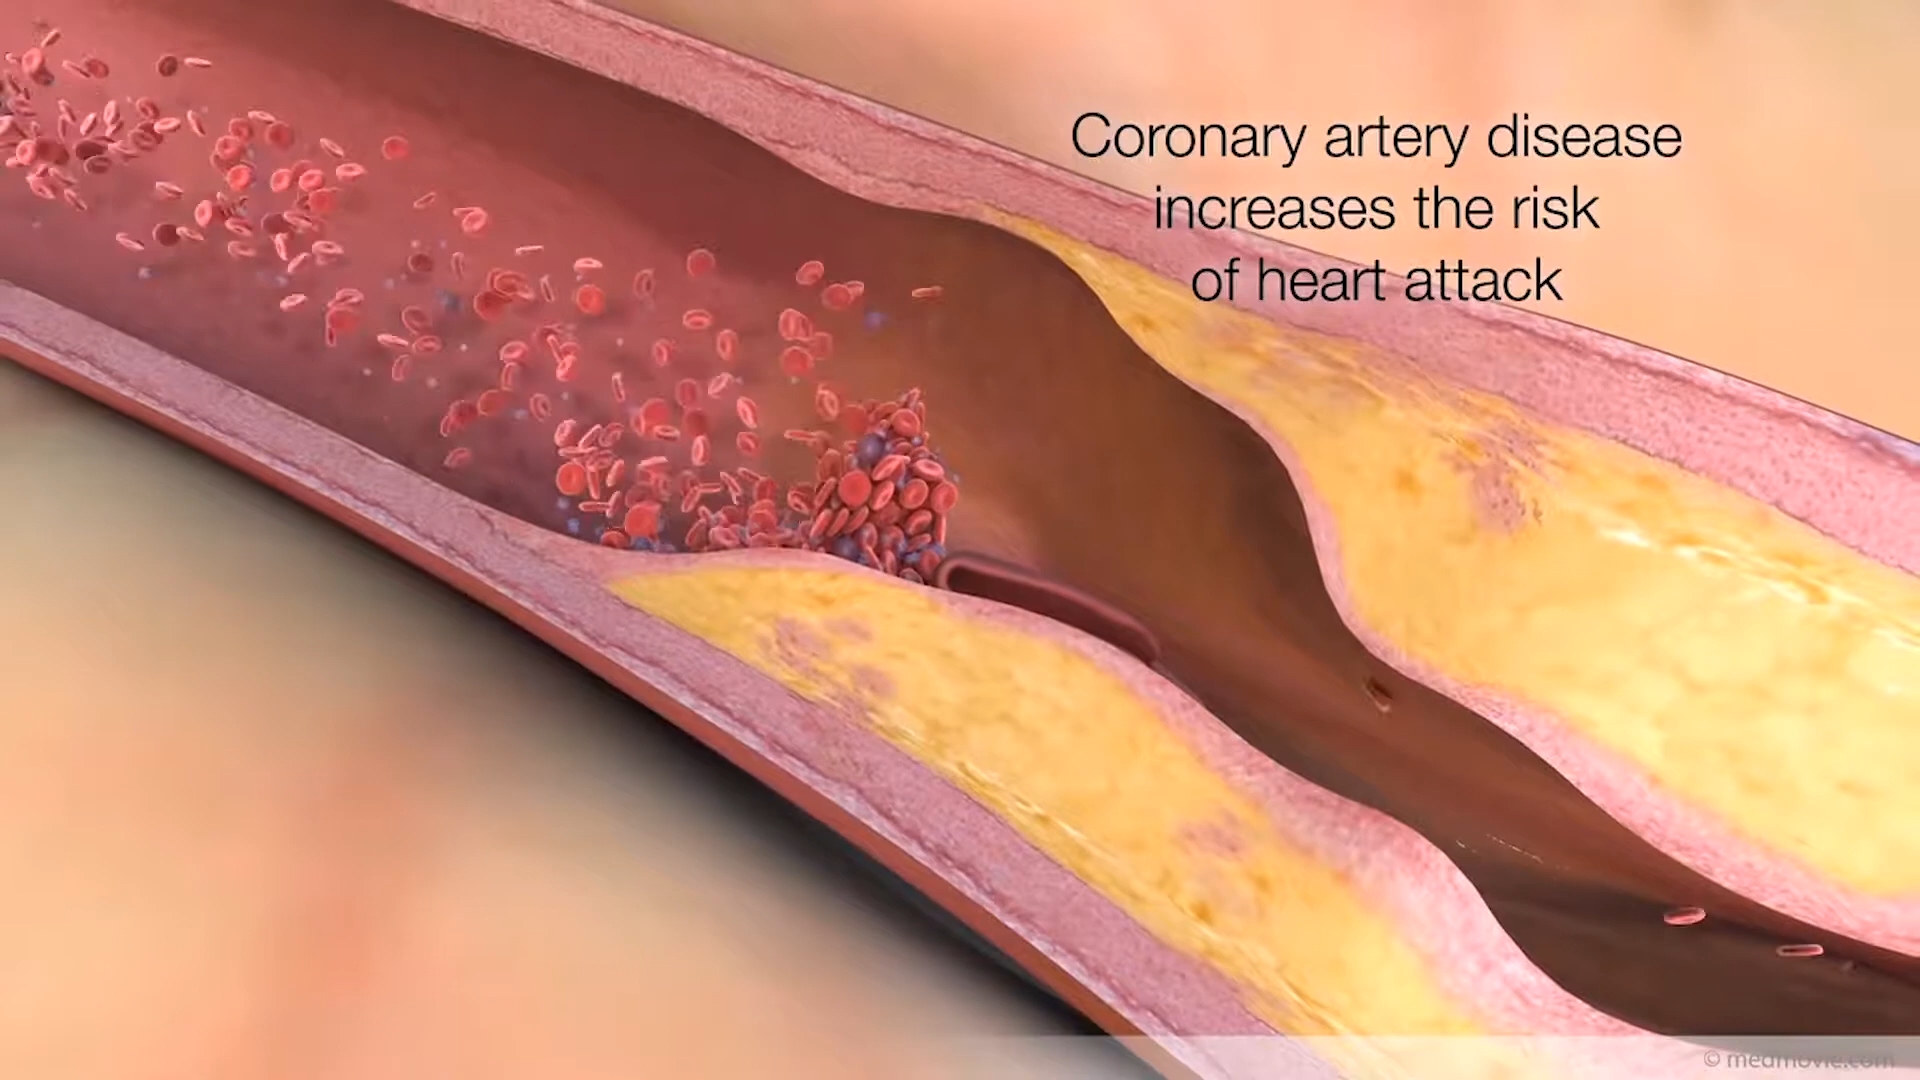 Coronary artery disease
increases the risk
of heart attack
© medmovie.com